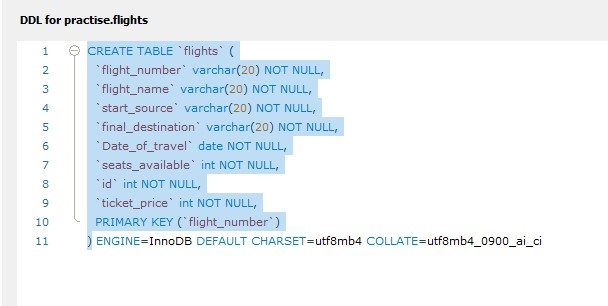 DDL for practise.flights
1 CREATE TABLE `flights` (
2 `flight_number` varchar(20) NOT NULL,
3 `flight_name` varchar(20) NOT NULL,
4 `start_source` varchar(20) NOT NULL,
5 `final_destination` varchar(20) NOT NULL,
6 `Date_of_travel` date NOT NULL,
7 `seats_available` int NOT NULL,
8 `id` int NOT NULL,
9 `ticket_price` int NOT NULL,
10 PRIMARY KEY (`flight_number`)
11 ) ENGINE=InnoDB DEFAULT CHARSET=utf8mb4 COLLATE=utf8mb4_0900_ai_ci